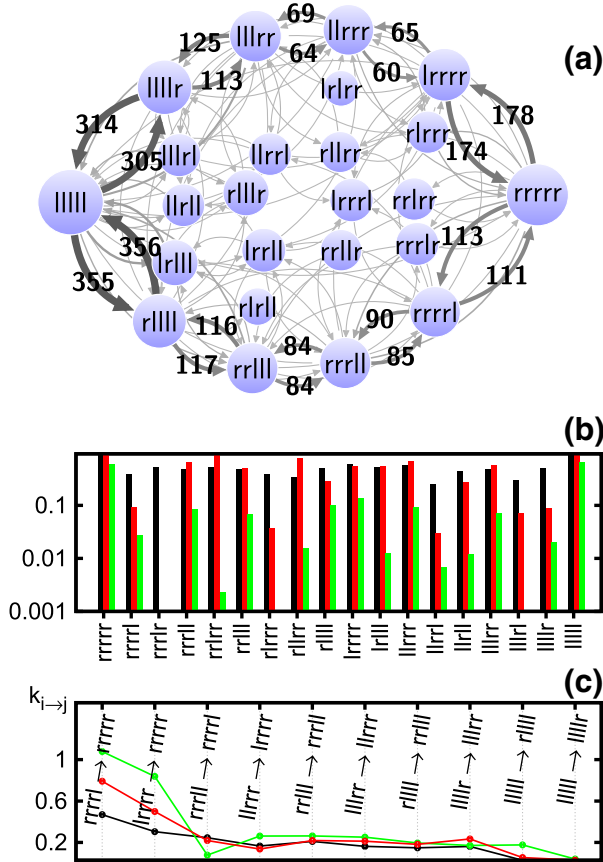 69
llrrr
65
lllrr
125
64
(a)
60
lrrrr
llllr
113
lrlrr
314
rlrrr
178
174
lllrl
llrrl
rllrr
305
lllll
llrll
rlllr
lrrrl
rrlrr
rrrrr
356
lrlll
lrrll
rrllr
rrrlr
113
355
111
rllll
rlrll
rrrrl
116
90
84
117
rrlll
rrrll
85
84
(b)
0.1
0.01
0.001
rrrrr
rrrrl
rrrlr
rrrll
rrlrr
rrlll
rlrrr
rllrr
rllll
lrrrr
lrlll
llrrr
llrrl
llrll
lllrr
lllrl
llllr
lllll
(c)
k i→j
1
0.6
0.2
rrrrl → rrrrr
lrrrr → rrrrr
rrrll → rrrrl
llrrr → lrrrr
rrlll → rrrll
lllrr → llrrr
rllll → rrlll
llllr → lllrr
lllll → rllll
lllll → llllr